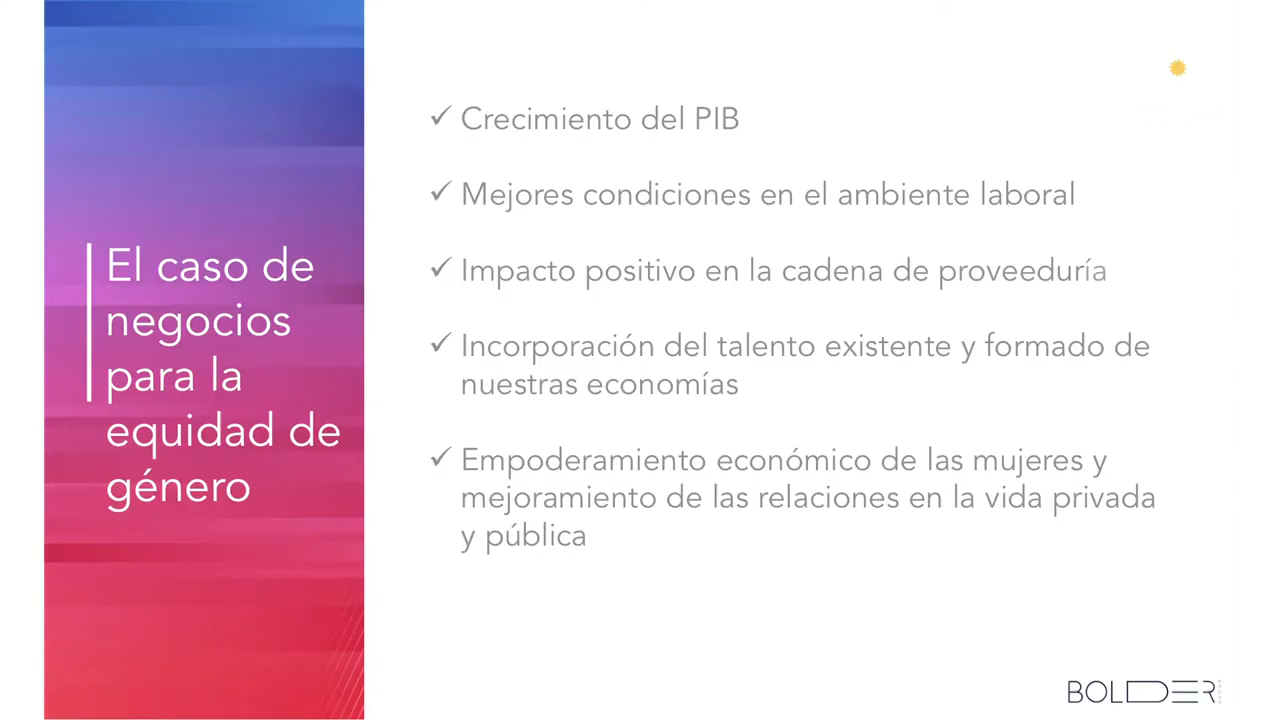 El caso de
negocios
para la
equidad de
género
✓ Crecimiento del PIB
✓ Mejores condiciones en el ambiente laboral
✓ Impacto positivo en la cadena de proveeduría
✓ Incorporación del talento existente y formado de
nuestras economías
✓ Empoderamiento económico de las mujeres y
mejoramiento de las relaciones en la vida privada
y pública
BOLDER
GROUP